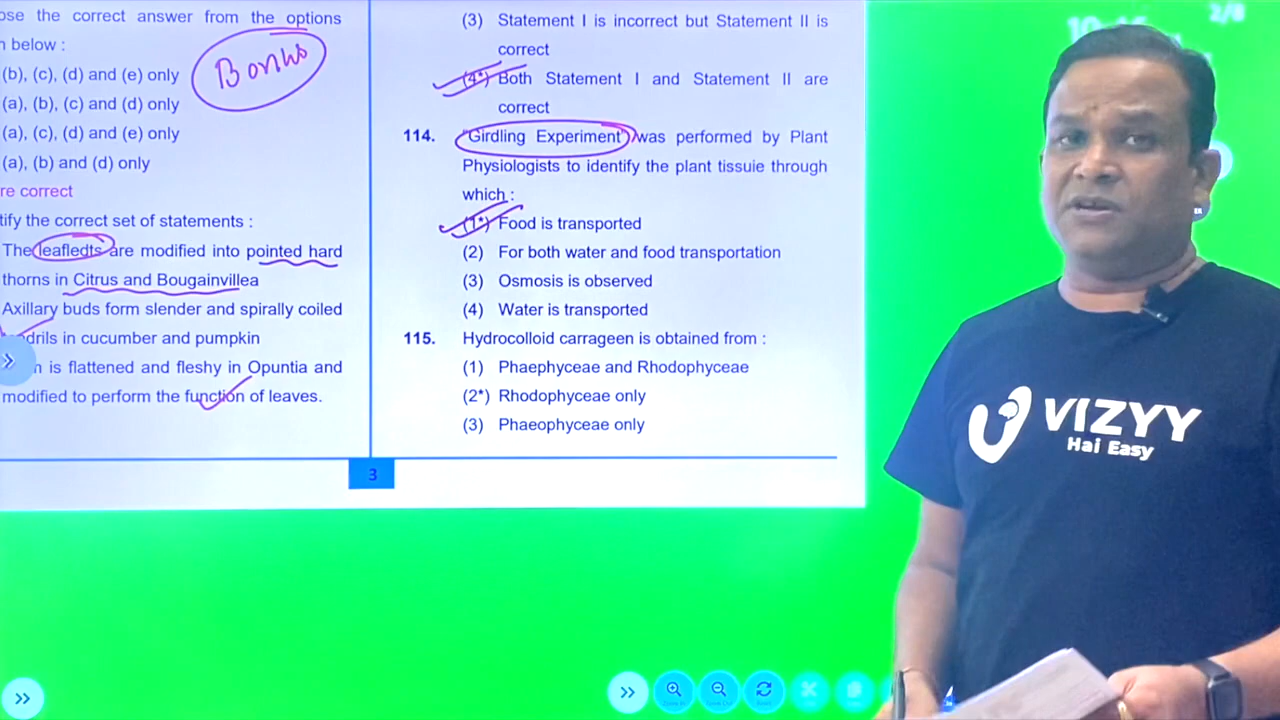 ose the correct answer from the options
n below :
(b), (c), (d) and (e) only
(a), (b), (c) and (d) only
(a), (c), (d) and (e) only
(a), (b) and (d) only
re correct
Bonus
tify the correct set of statements :
The leafledts are modified into pointed hard
thorns in Citrus and Bougainvillea
Axillary buds form slender and spirally coiled
drils in cucumber and pumpkin
is flattened and fleshy in Opuntia and
modified to perform the function of leaves.
(3) Statement I is incorrect but Statement II is
correct
(4*) Both Statement I and Statement II are
correct
114. "Girdling Experiment" was performed by Plant
Physiologists to identify the plant tissuie through
which :
(1*) Food is transported
(2) For both water and food transportation
(3) Osmosis is observed
(4) Water is transported
115. Hydrocolloid carrageen is obtained from :
(1) Phaephyceae and Rhodophyceae
(2*) Rhodophyceae only
(3) Phaeophyceae only
3
2/8
VIZYY
Hai Easy